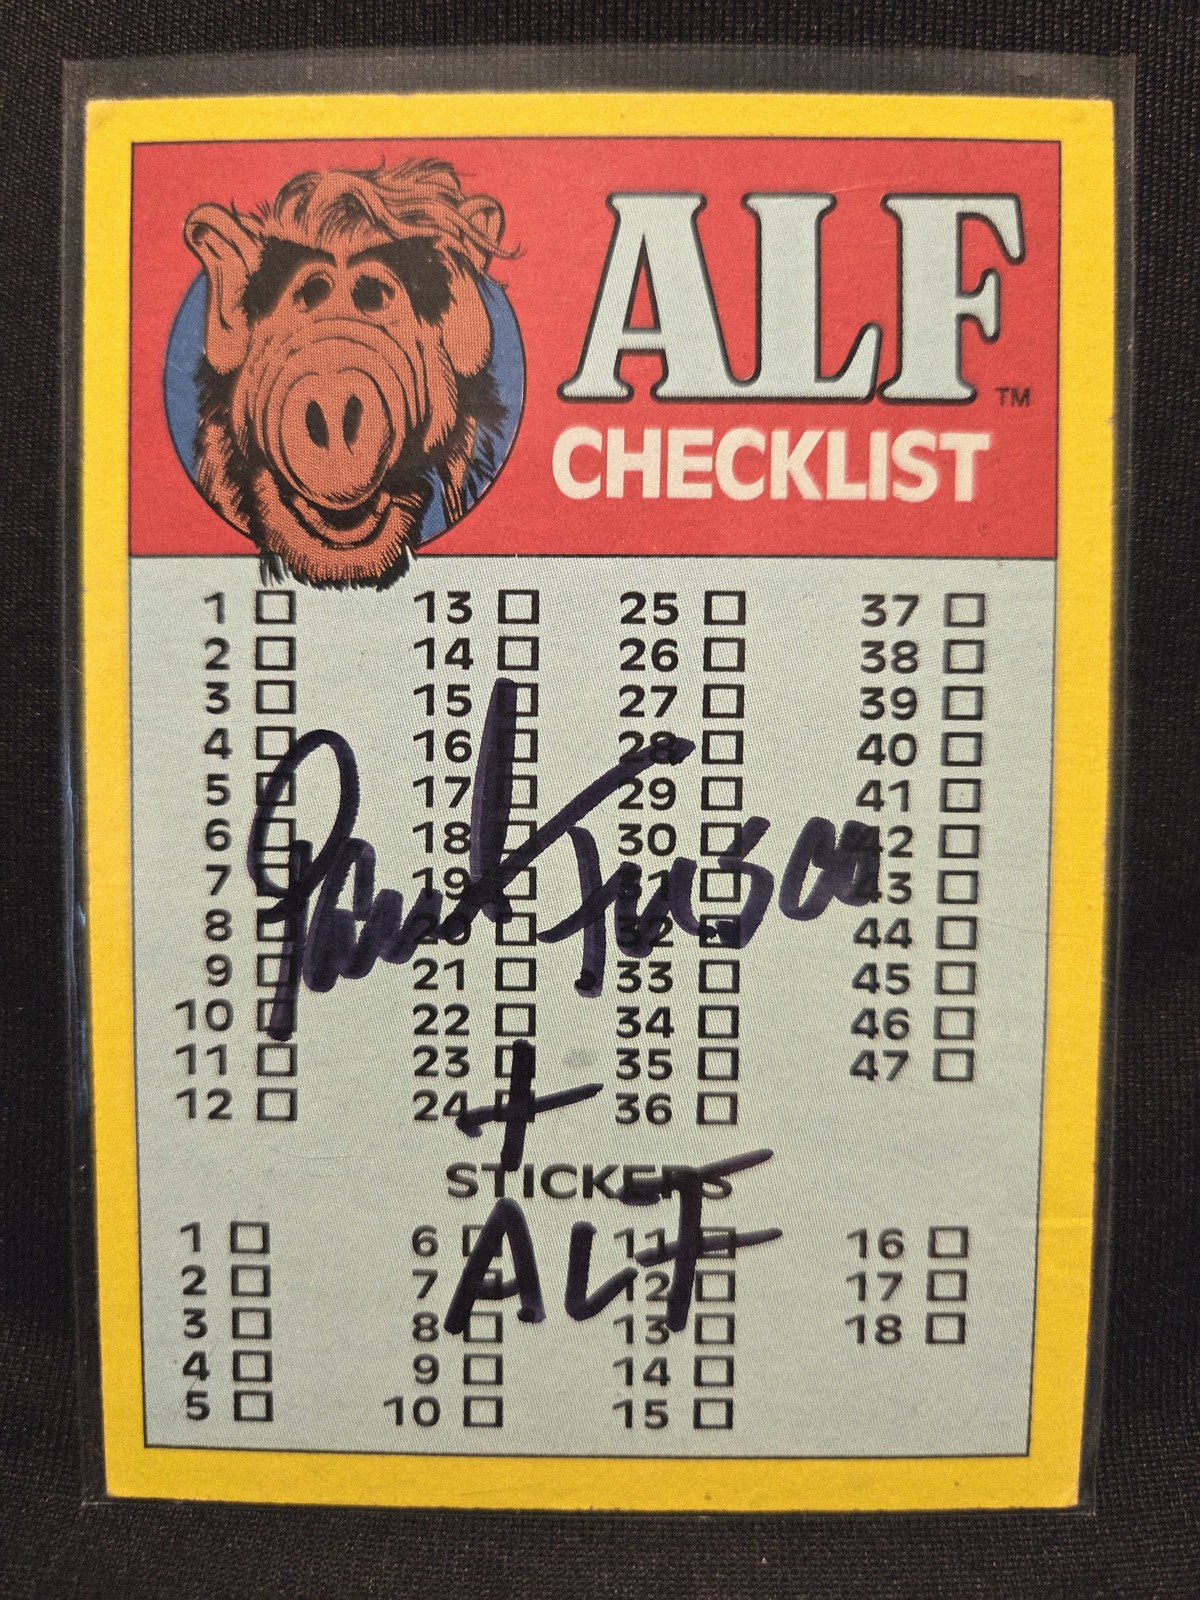 ALF™
CHECKLIST
1 13 25 37
2 14 26 38
3 15 27 39
4 16 28 40
5 17 29 41
6 18 30 42
7 19 31 43
8 20 32 44
9 21 33 45
10 22 34 46
11 23 35 47
12 24 36
Paul Fusco
+
ALF
STICKERS
1 6 11 16
2 7 12 17
3 8 13 18
4 9 14
5 10 15